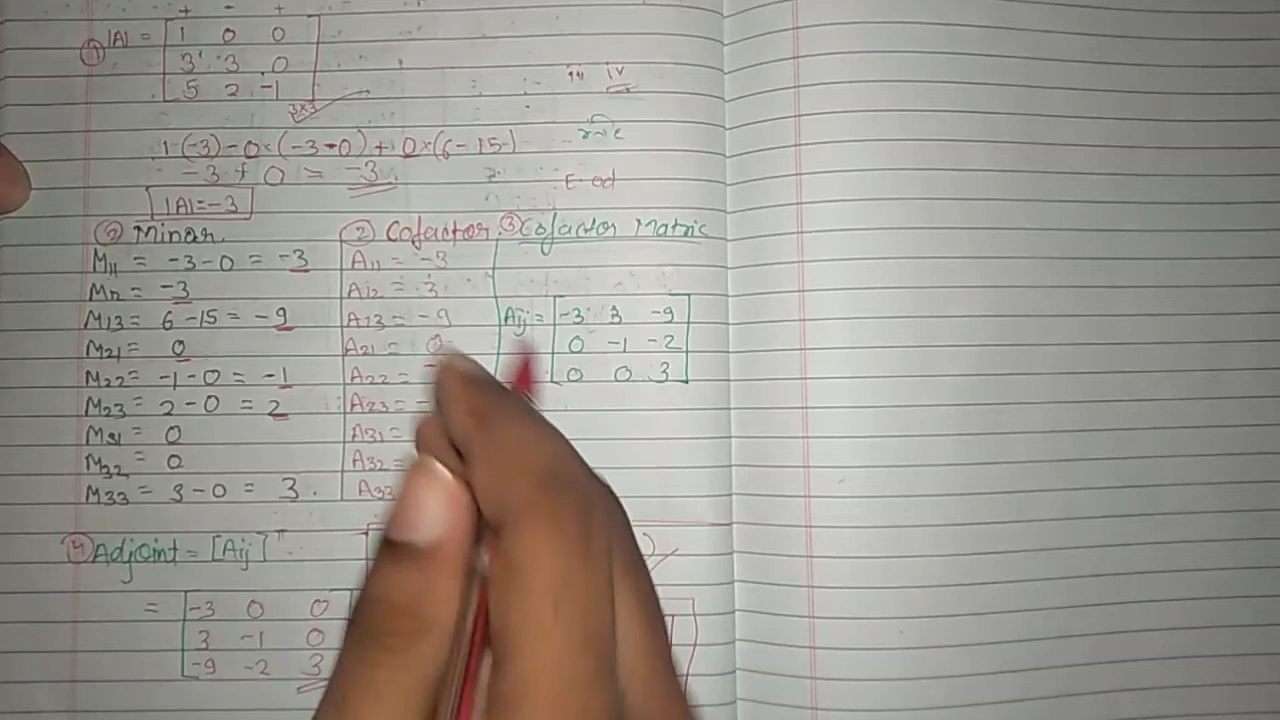 + - +
① |A| = 1 0 0
3 3 0
5 2 -1
3×3
iv
1(-3) - 0×(-3-0) + 0×(6-15)
-3 + 0 = -3
|A| = -3
Minar.
M11 = -3-0 = -3
M12 = -3
M13 = 6-15 = -9
M21 = 0
M22 = -1-0 = -1
M23 = 2-0 = 2
M31 = 0
M32 = 0
M33 = 3-0 = 3.
② Cofactor
A11 = -3
A12 = 3
A13 = -9
A21 = 0
A22 =
A23 = -
A31 =
A32 =
A33
③ Cofactor Matric
Aij = -3 3 -9
0 -1 -2
0 0 3
④ Adjoint = [Aij]ᵀ
= -3 0 0
3 -1 0
-9 -2 3